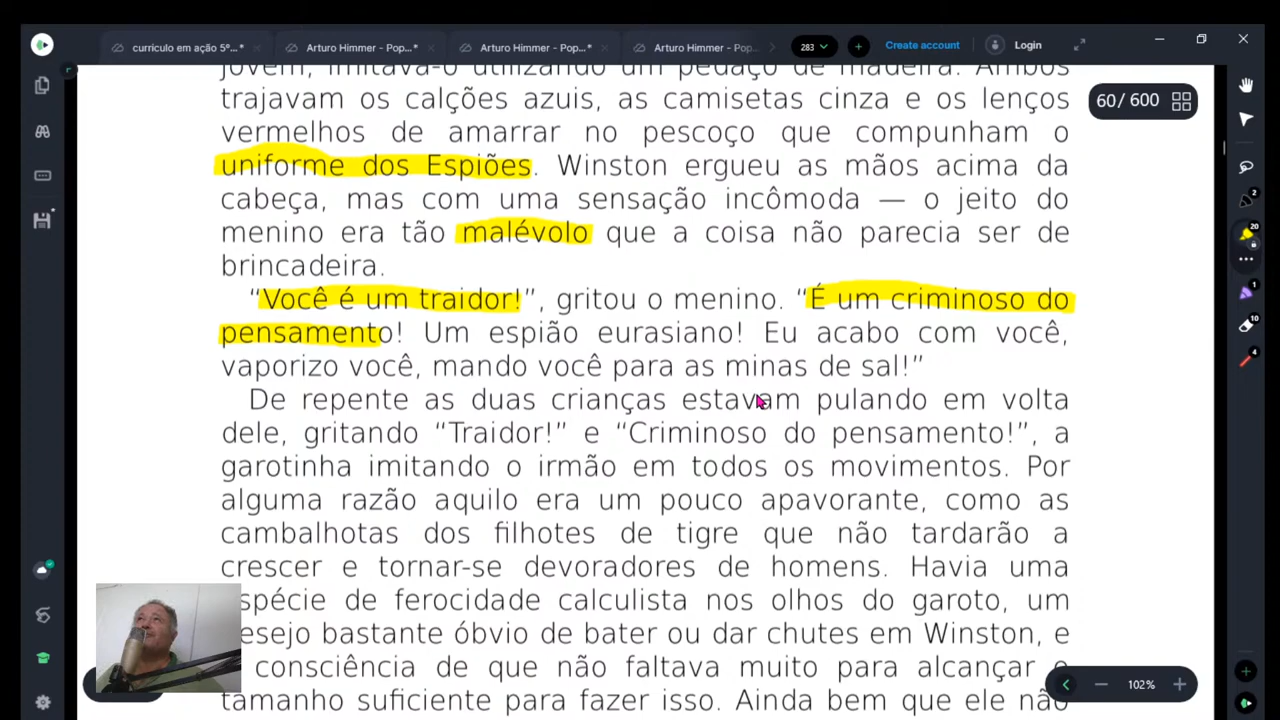 curriculo em ação 5º...*
Arturo Himmer - Pop...*
Arturo Himmer - Pop...*
Arturo Himmer - Pop...
283
Create account
Login
60/ 600
jovem, imitava-o utilizando um pedaço de madeira. Ambos
trajavam os calções azuis, as camisetas cinza e os lenços
vermelhos de amarrar no pescoço que compunham o
uniforme dos Espiões. Winston ergueu as mãos acima da
cabeça, mas com uma sensação incômoda — o jeito do
menino era tão malévolo que a coisa não parecia ser de
brincadeira.
“Você é um traidor!”, gritou o menino. “É um criminoso do
pensamento! Um espião eurasiano! Eu acabo com você,
vaporizo você, mando você para as minas de sal!”
De repente as duas crianças estavam pulando em volta
dele, gritando “Traidor!” e “Criminoso do pensamento!”, a
garotinha imitando o irmão em todos os movimentos. Por
alguma razão aquilo era um pouco apavorante, como as
cambalhotas dos filhotes de tigre que não tardarão a
crescer e tornar-se devoradores de homens. Havia uma
spécie de ferocidade calculista nos olhos do garoto, um
esejo bastante óbvio de bater ou dar chutes em Winston, e
consciência de que não faltava muito para alcançar o
tamanho suficiente para fazer isso. Ainda bem que ele não
2
20
10
4
102%